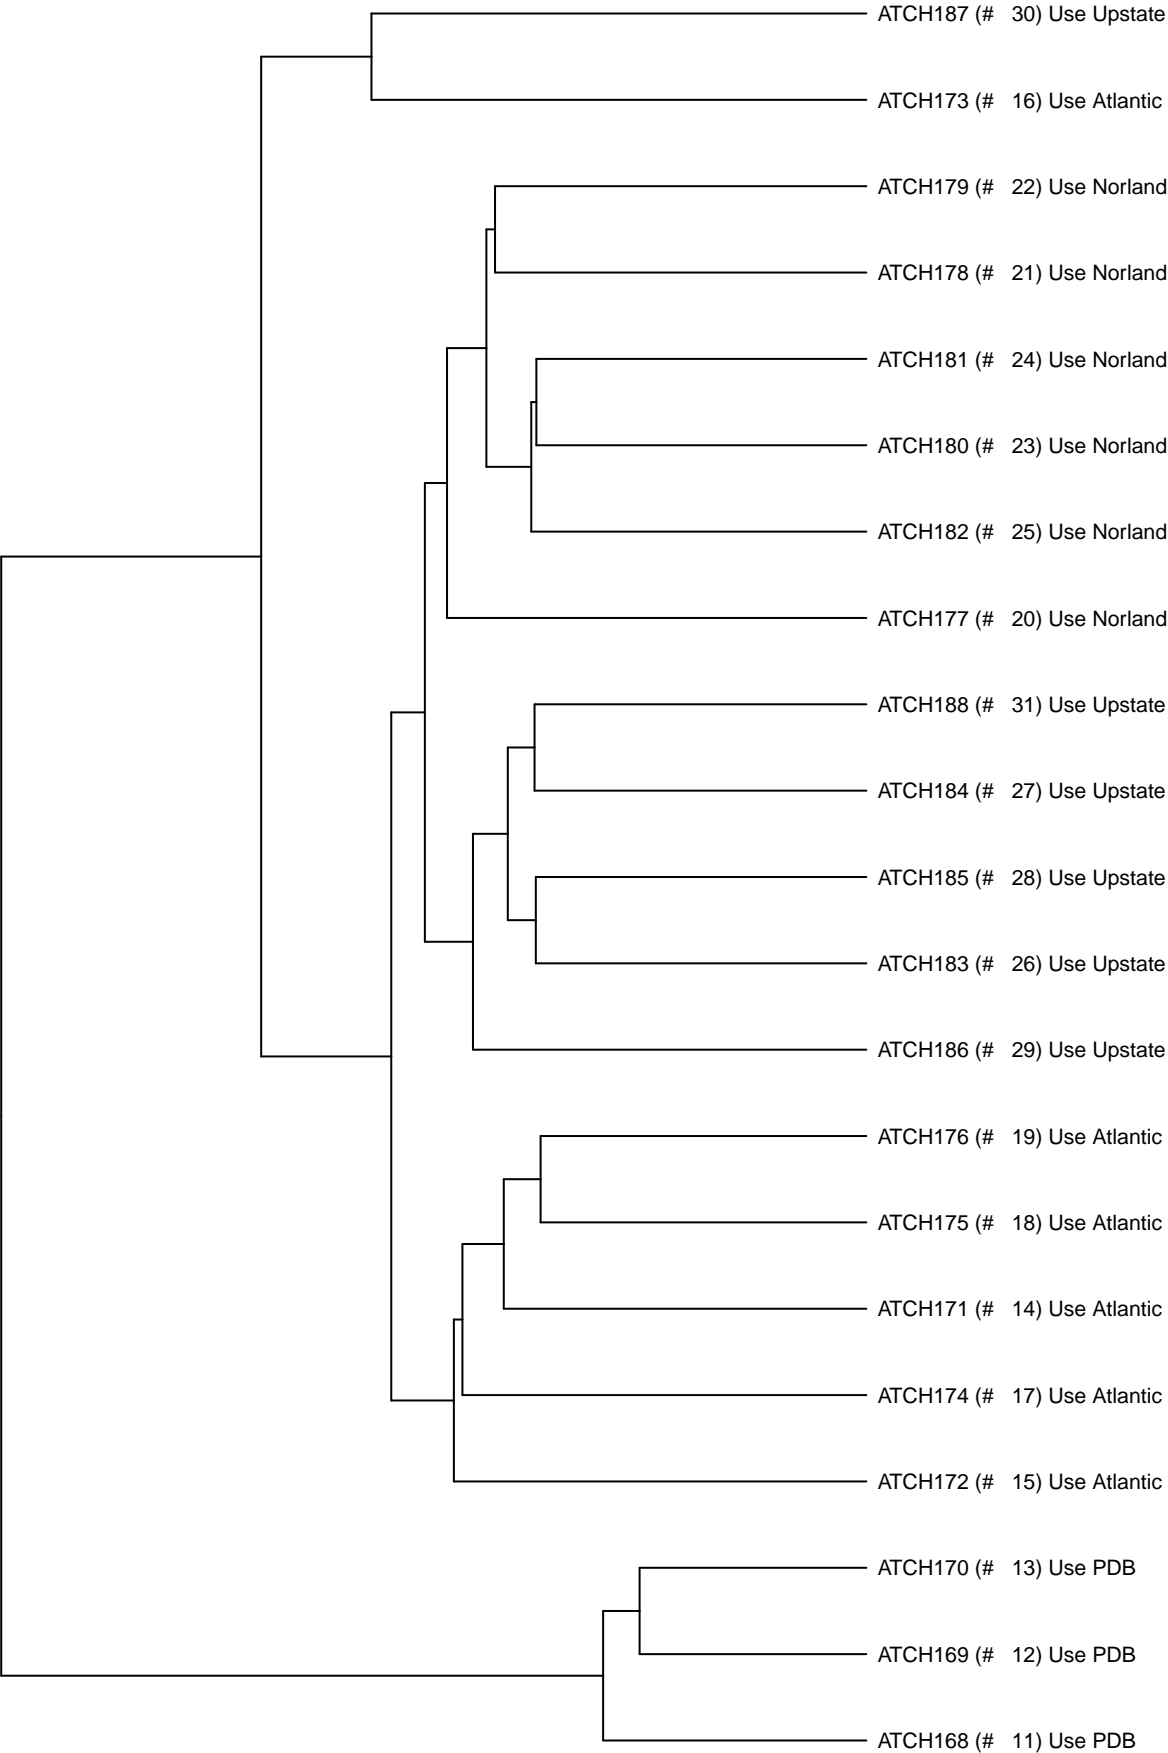 ATCH187 (#   30) Use Upstate
ATCH173 (#   16) Use Atlantic
ATCH179 (#   22) Use Norland
ATCH178 (#   21) Use Norland
ATCH181 (#   24) Use Norland
ATCH180 (#   23) Use Norland
ATCH182 (#   25) Use Norland
ATCH177 (#   20) Use Norland
ATCH188 (#   31) Use Upstate
ATCH184 (#   27) Use Upstate
ATCH185 (#   28) Use Upstate
ATCH183 (#   26) Use Upstate
ATCH186 (#   29) Use Upstate
ATCH176 (#   19) Use Atlantic
ATCH175 (#   18) Use Atlantic
ATCH171 (#   14) Use Atlantic
ATCH174 (#   17) Use Atlantic
ATCH172 (#   15) Use Atlantic
ATCH170 (#   13) Use PDB
ATCH169 (#   12) Use PDB
ATCH168 (#   11) Use PDB